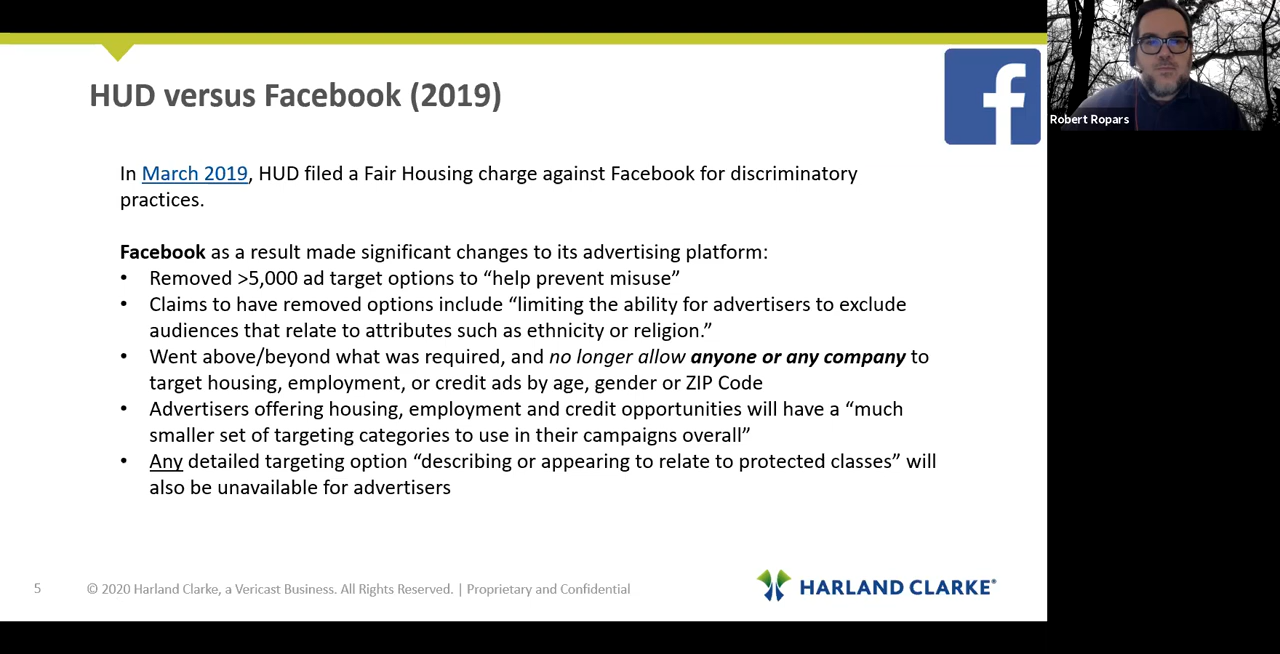 HUD versus Facebook (2019)
Robert Ropars
In March 2019, HUD filed a Fair Housing charge against Facebook for discriminatory
practices.
Facebook as a result made significant changes to its advertising platform:
• Removed >5,000 ad target options to “help prevent misuse”
• Claims to have removed options include “limiting the ability for advertisers to exclude
audiences that relate to attributes such as ethnicity or religion.”
• Went above/beyond what was required, and no longer allow anyone or any company to
target housing, employment, or credit ads by age, gender or ZIP Code
• Advertisers offering housing, employment and credit opportunities will have a “much
smaller set of targeting categories to use in their campaigns overall”
• Any detailed targeting option “describing or appearing to relate to protected classes” will
also be unavailable for advertisers
5 © 2020 Harland Clarke, a Vericast Business. All Rights Reserved. | Proprietary and Confidential
HARLAND CLARKE®